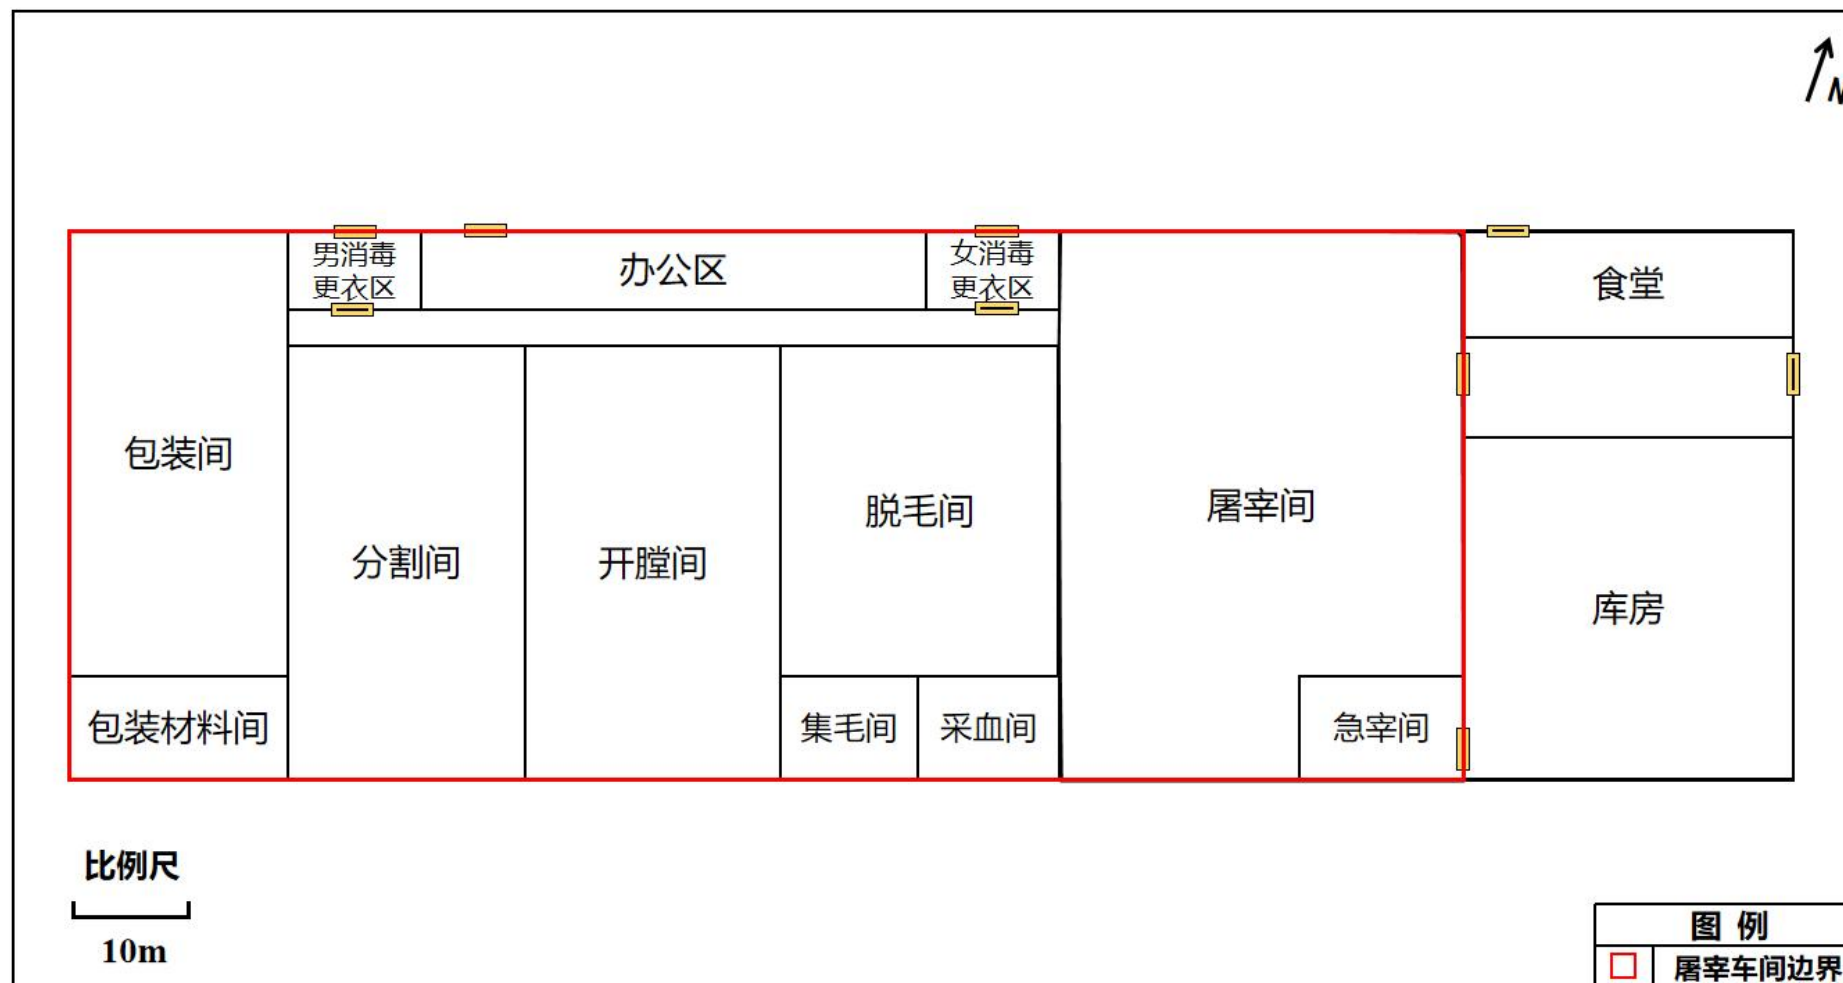 N
男消毒
更衣区
办公区
女消毒
更衣区
食堂
包装间
分割间
开膛间
脱毛间
屠宰间
库房
包装材料间
集毛间
采血间
急宰间
比例尺
10m
图 例
屠宰车间边界